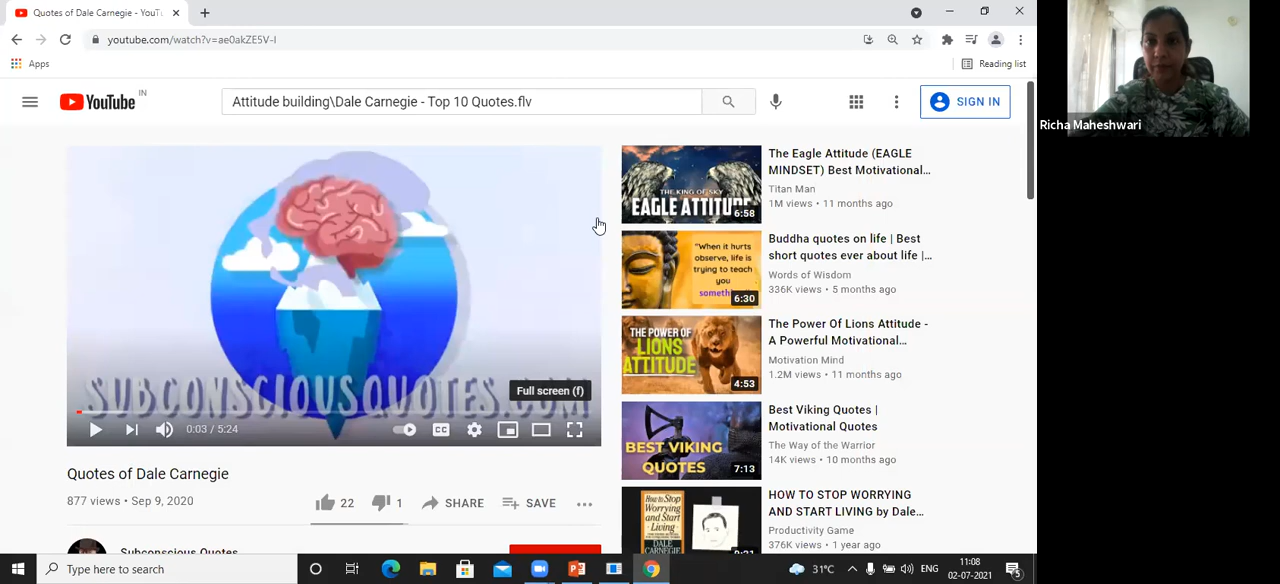 Quotes of Dale Carnegie - YouT
youtube.com/watch?v=ae0akZE5V-I
Apps
Reading list
YouTube IN
Attitude building\Dale Carnegie - Top 10 Quotes.flv
SIGN IN
Richa Maheshwari
SUBCONSCIOUSQUOTES.COM
Full screen (f)
0:03 / 5:24
CC
Quotes of Dale Carnegie
877 views • Sep 9, 2020
22
1
SHARE
SAVE
Subconscious Quotes
THE KING OF SKY
EAGLE ATTITUD
6:58
The Eagle Attitude (EAGLE
MINDSET) Best Motivational...
Titan Man
1M views • 11 months ago
"When it hurts
observe, life is
trying to teach
you
someth
6:30
Buddha quotes on life | Best
short quotes ever about life |...
Words of Wisdom
336K views • 5 months ago
THE POWER OF
LIONS
ATTITUDE
4:53
The Power Of Lions Attitude -
A Powerful Motivational...
Motivation Mind
1.2M views • 11 months ago
BEST VIKING
QUOTES
7:13
Best Viking Quotes |
Motivational Quotes
The Way of the Warrior
14K views • 10 months ago
How to Stop
Worrying
and Start
Living
DALE
CARNEGIE
HOW TO STOP WORRYING
AND START LIVING by Dale...
Productivity Game
376K views • 1 year ago
Type here to search
31°C
ENG
11:08
02-07-2021
5